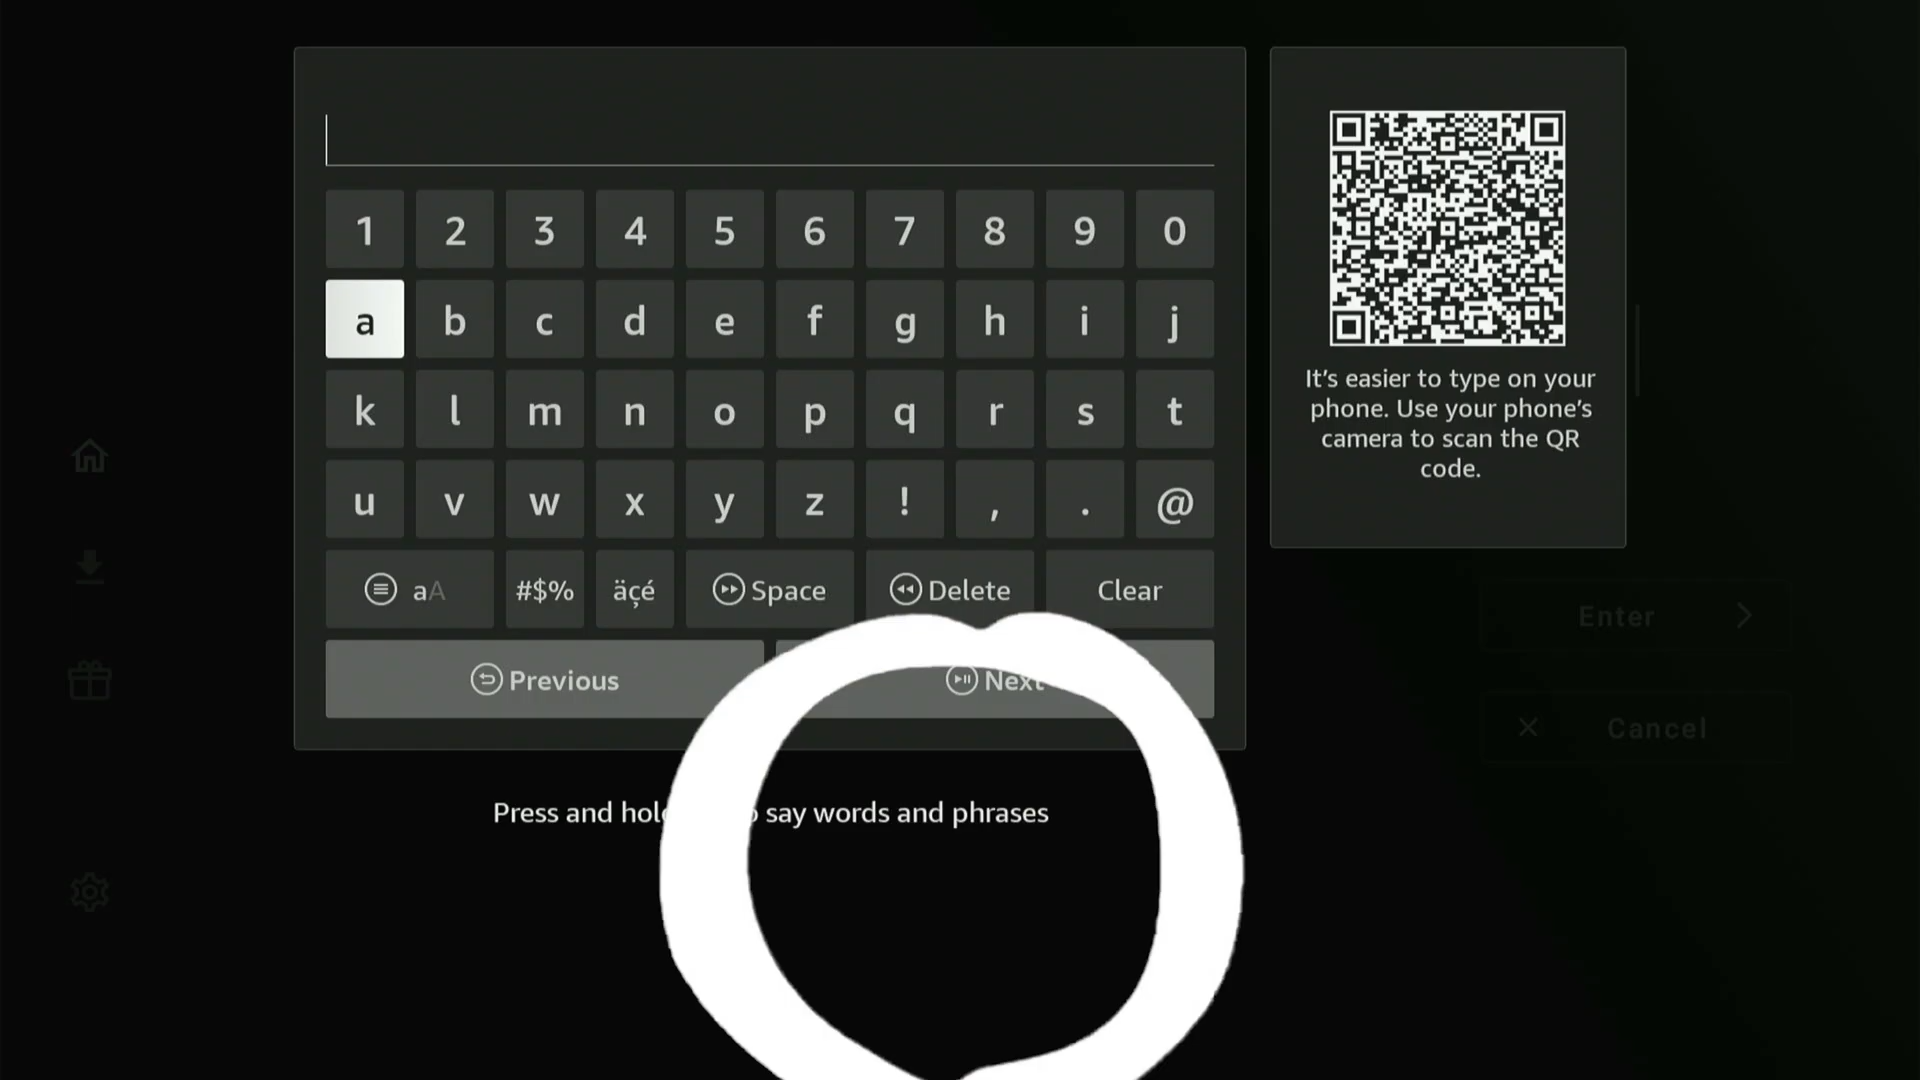 1 2 3 4 5 6 7 8 9 0
a b c d e f g h i j
k l m n o p q r s t
u v w x y z ! , . @
aA #$% äçé Space Delete Clear
Previous Next
Press and say words and phrases
It's easier to type on your
phone. Use your phone's
camera to scan the QR
code.
Enter
Cancel